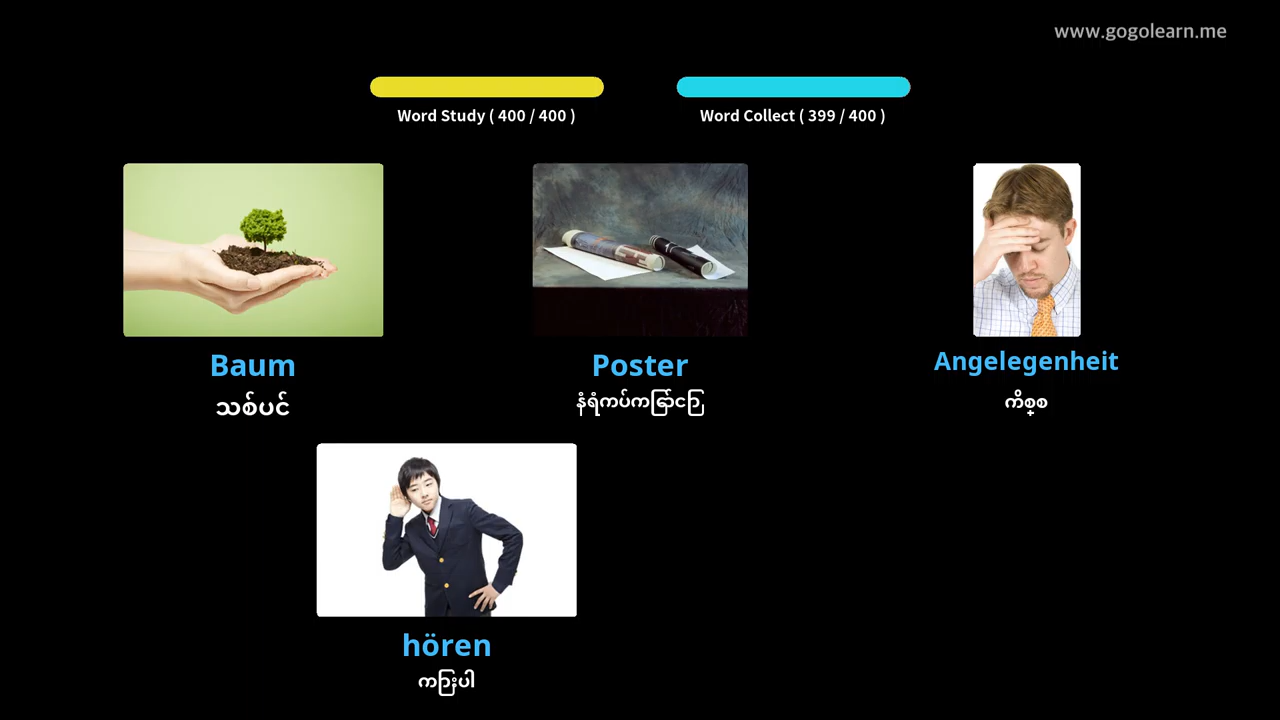 www.gogolearn.me
Word Study ( 400 / 400 )
Word Collect ( 399 / 400 )
Baum
Poster
Angelegenheit
သစ်ပင်
နံရံကပ်ကြော်ငြာ
ကိစ္စ
hören
ကြားပါ